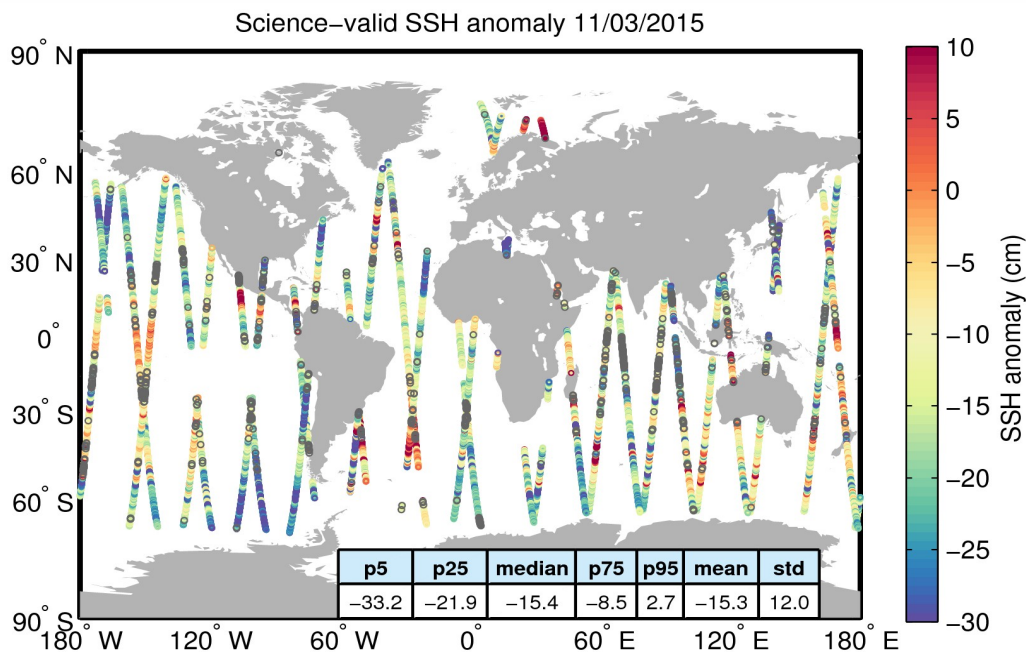 Science−valid SSH anomaly 11/03/2015
90° N
60° N
30° N
0°
30° S
60° S
90° S
180° W
120° W
60° W
0°
60° E
120° E
180° E
p5 p25 median p75 p95 mean std
−33.2 −21.9 −15.4 −8.5 2.7 −15.3 12.0
10
5
0
−5
−10
−15
−20
−25
−30
SSH anomaly (cm)